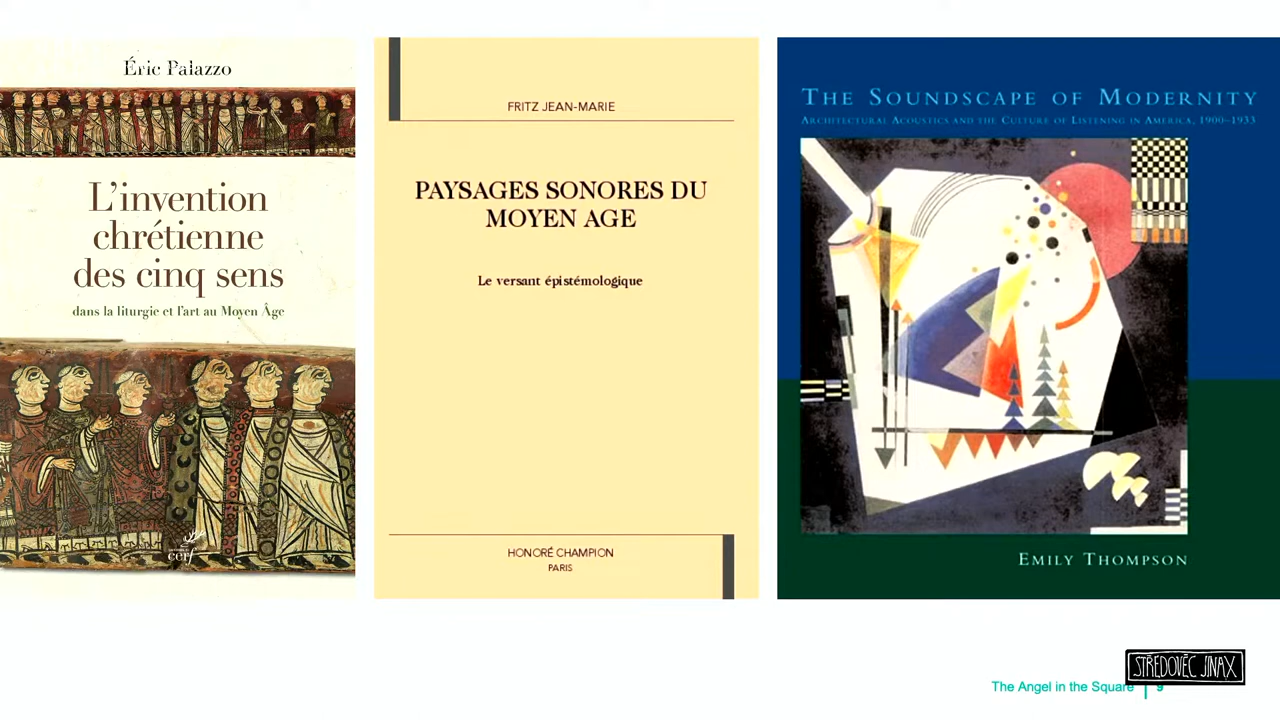 Éric Palazzo
L'invention
chrétienne
des cinq sens
dans la liturgie et l'art au Moyen Âge
cerf
FRITZ JEAN-MARIE
PAYSAGES SONORES DU
MOYEN AGE
Le versant épistémologique
HONORÉ CHAMPION
PARIS
THE SOUNDSCAPE OF MODERNITY
ARCHITECTURAL ACOUSTICS AND THE CULTURE OF LISTENING IN AMERICA, 1900–1933
EMILY THOMPSON
STŘEDOVĚC JINAX
The Angel in the Square | 9